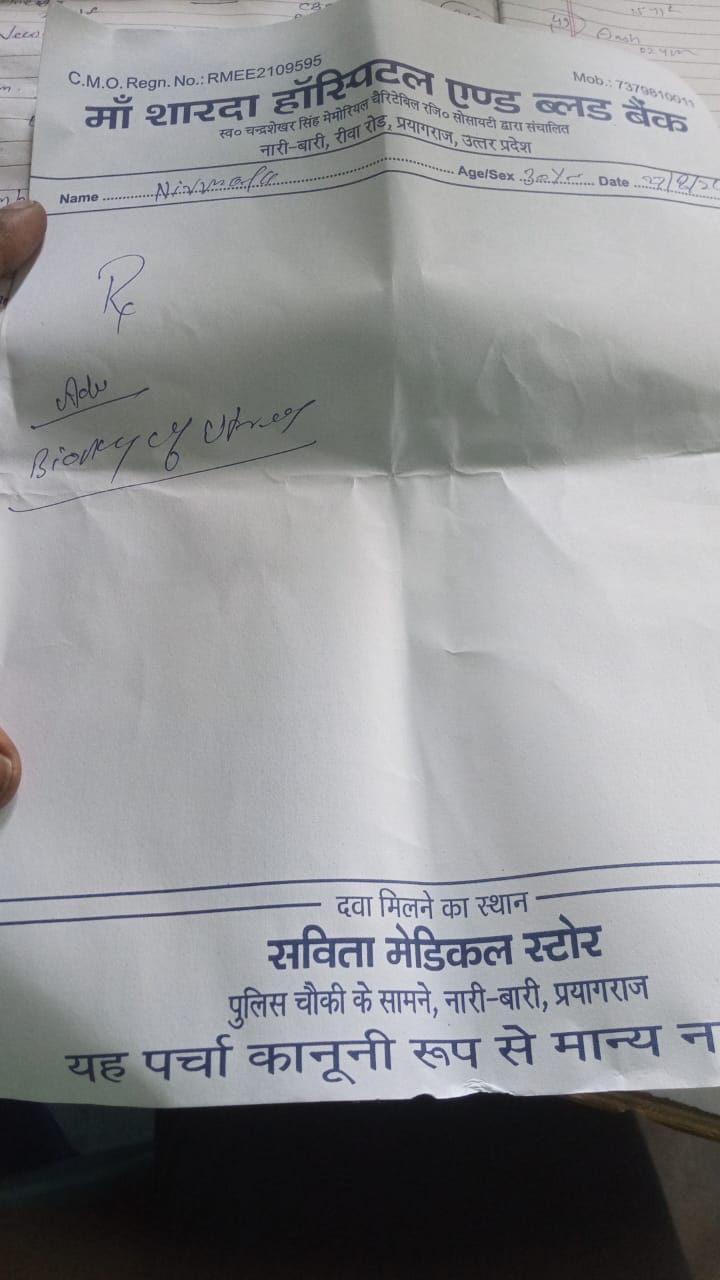 C.M.O. Regn. No.: RMEE2109595
Mob.: 7379810011
माँ शारदा हॉस्पिटल एण्ड ब्लड बैंक
स्व० चन्द्रशेखर सिंह मेमोरियल चैरिटेबिल रजि० सोसायटी द्वारा संचालित
नारी-बारी, रीवा रोड़, प्रयागराज, उत्तर प्रदेश
Name Nirmala Age/Sex 30Y Date
Rx
Adv
Biopsy of
दवा मिलने का स्थान
सविता मेडिकल स्टोर
पुलिस चौकी के सामने, नारी-बारी, प्रयागराज
यह पर्चा कानूनी रूप से मान्य न